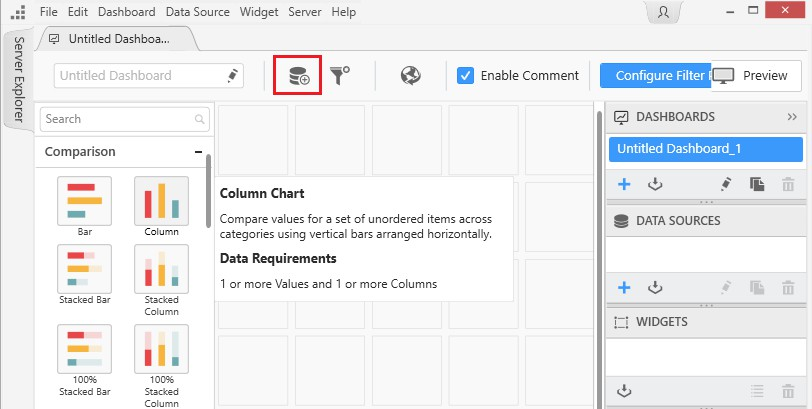 File Edit Dashboard Data Source Widget Server Help
Server Explorer
Untitled Dashboa...
Untitled Dashboard
Enable Comment
Configure Filter
Preview
Search
Comparison
Bar
Column
Stacked Bar
Stacked
Column
100%
Stacked Bar
100%
Stacked
Column
Column Chart
Compare values for a set of unordered items across
categories using vertical bars arranged horizontally.
Data Requirements
1 or more Values and 1 or more Columns
DASHBOARDS
Untitled Dashboard_1
DATA SOURCES
WIDGETS